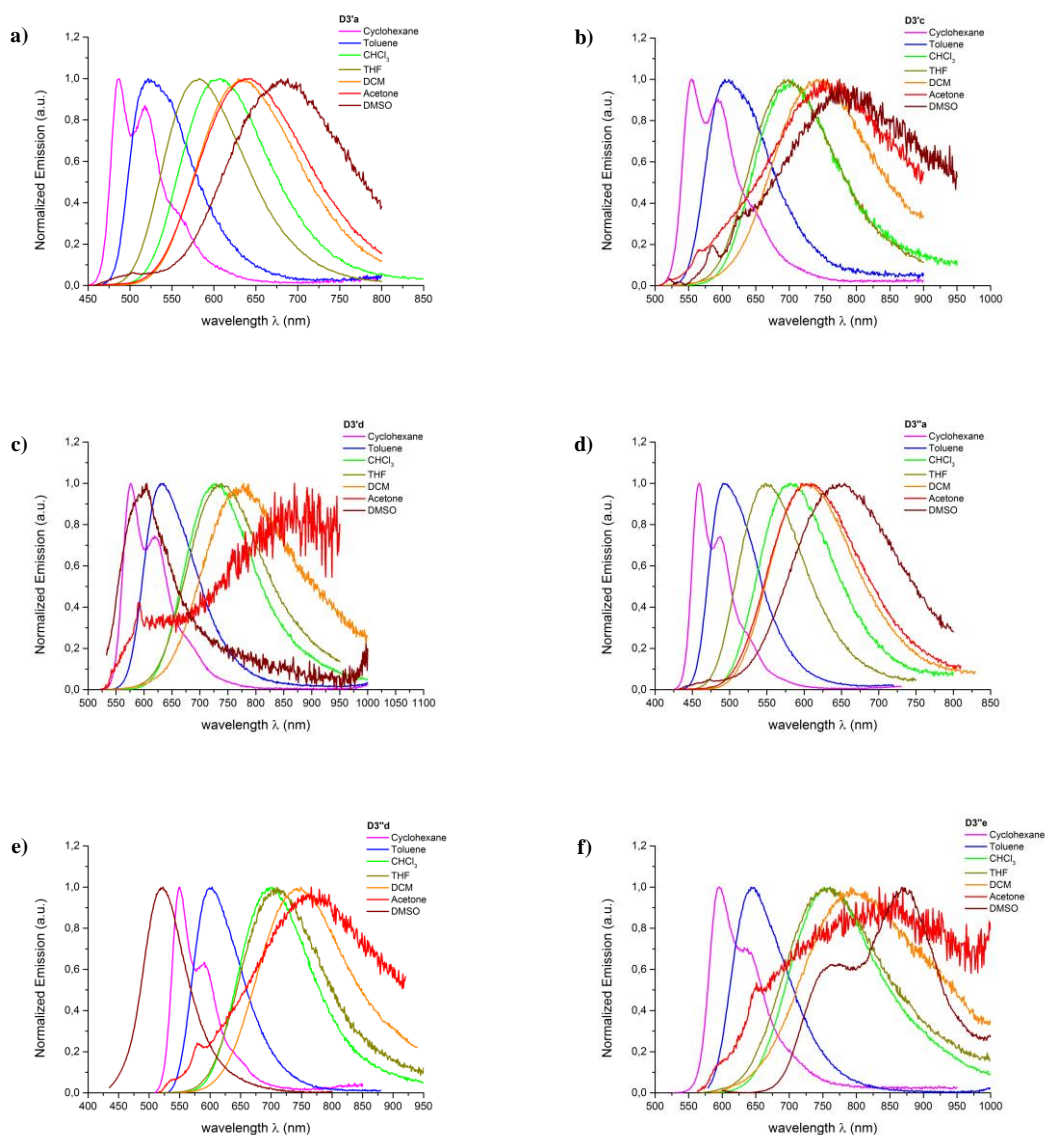 a)
D3'a
Cyclohexane
Toluene
CHCl₃
THF
DCM
Acetone
DMSO
Normalized Emission (a.u.)
1,2
1,0
0,8
0,6
0,4
0,2
0,0
450 500 550 600 650 700 750 800 850
wavelength λ (nm)
b)
D3'c
Cyclohexane
Toluene
CHCl₃
THF
DCM
Acetone
DMSO
Normalized Emission (a.u.)
1,2
1,0
0,8
0,6
0,4
0,2
0,0
500 550 600 650 700 750 800 850 900 950 1000
wavelength λ (nm)
c)
D3'd
Cyclohexane
Toluene
CHCl₃
THF
DCM
Acetone
DMSO
Normalized Emission (a.u.)
1,2
1,0
0,8
0,6
0,4
0,2
0,0
500 550 600 650 700 750 800 850 900 950 1000 1050 1100
wavelength λ (nm)
d)
D3"a
Cyclohexane
Toluene
CHCl₃
THF
DCM
Acetone
DMSO
Normalized Emission (a.u.)
1,2
1,0
0,8
0,6
0,4
0,2
0,0
400 450 500 550 600 650 700 750 800 850
wavelength λ (nm)
e)
D3"d
Cyclohexane
Toluene
CHCl₃
THF
DCM
Acetone
DMSO
Normalized Emission (a.u.)
1,2
1,0
0,8
0,6
0,4
0,2
0,0
400 450 500 550 600 650 700 750 800 850 900 950
wavelength λ (nm)
f)
D3"e
Cyclohexane
Toluene
CHCl₃
THF
DCM
Acetone
DMSO
Normalized Emission (a.u.)
1,2
1,0
0,8
0,6
0,4
0,2
0,0
500 550 600 650 700 750 800 850 900 950 1000
wavelength λ (nm)